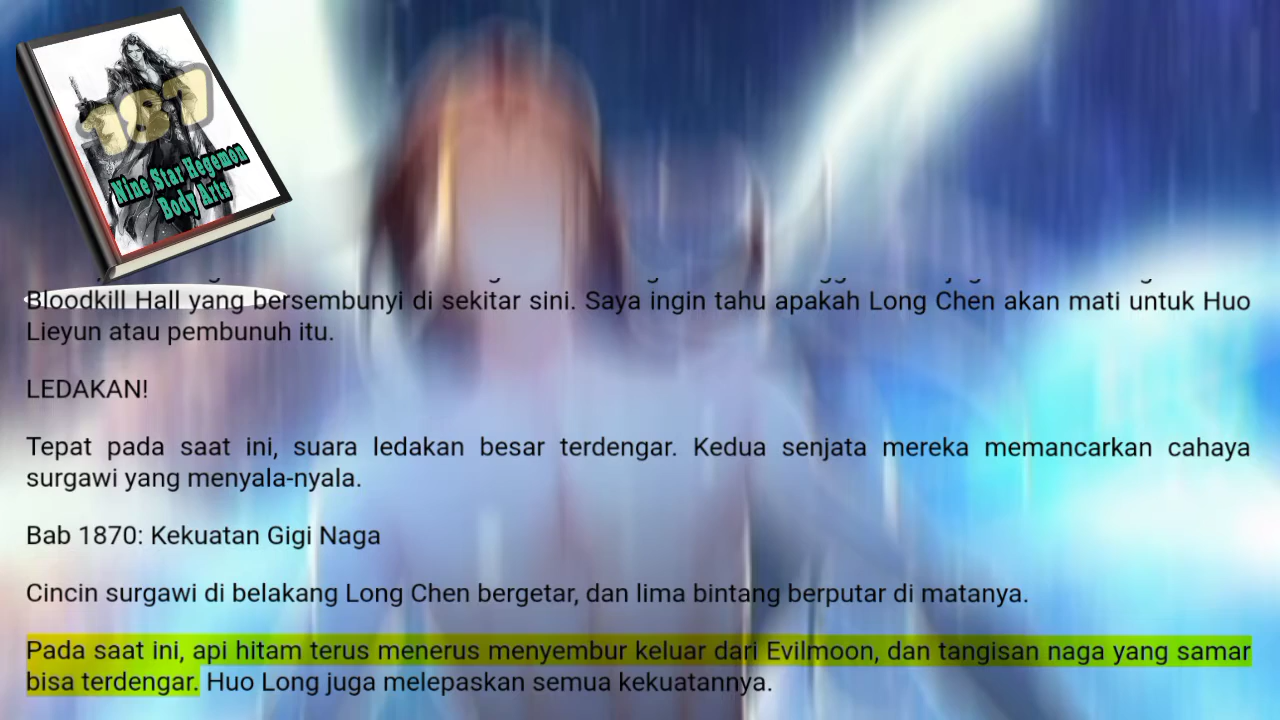 187
Nine Star Hegemon
Body Arts
Bloodkill Hall yang bersembunyi di sekitar sini. Saya ingin tahu apakah Long Chen akan mati untuk Huo
Lieyun atau pembunuh itu.
LEDAKAN!
Tepat pada saat ini, suara ledakan besar terdengar. Kedua senjata mereka memancarkan cahaya
surgawi yang menyala-nyala.
Bab 1870: Kekuatan Gigi Naga
Cincin surgawi di belakang Long Chen bergetar, dan lima bintang berputar di matanya.
Pada saat ini, api hitam terus menerus menyembur keluar dari Evilmoon, dan tangisan naga yang samar
bisa terdengar. Huo Long juga melepaskan semua kekuatannya.